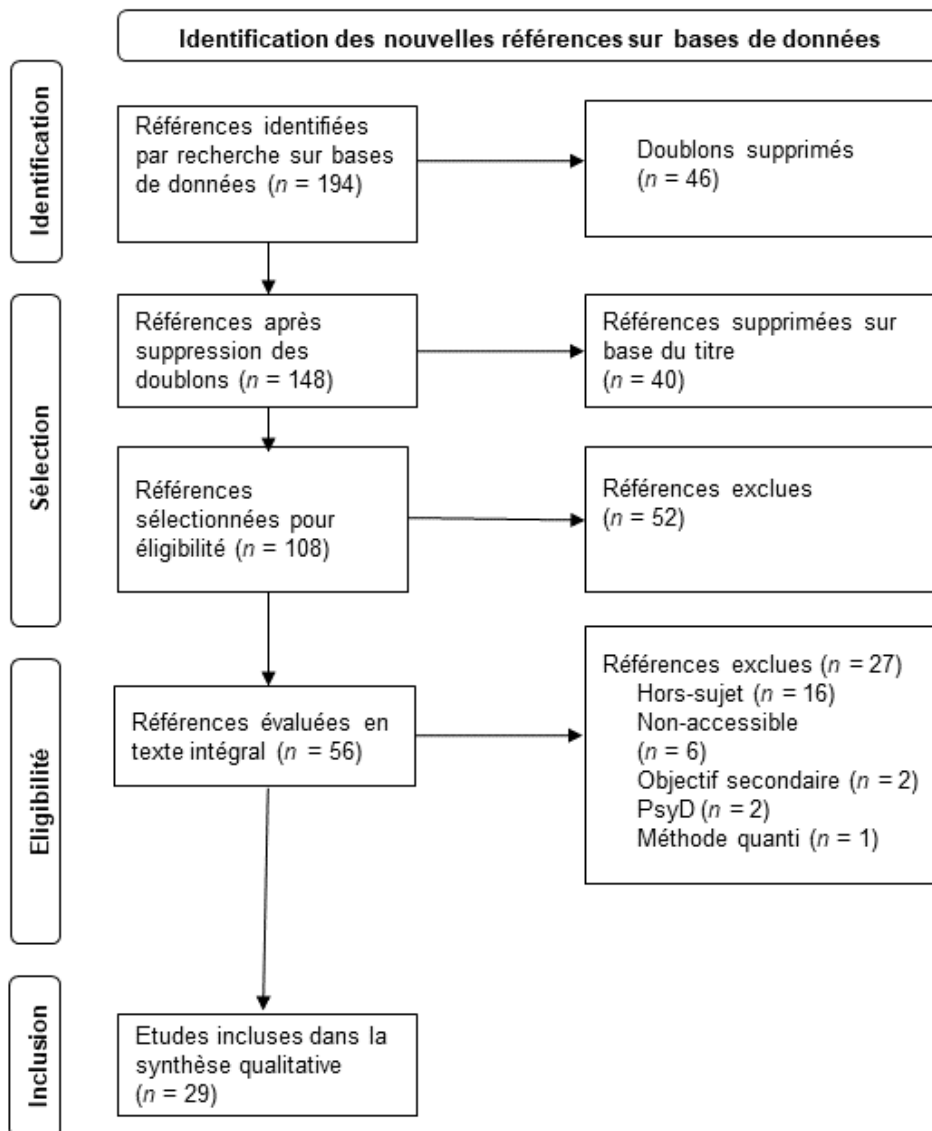 Identification des nouvelles références sur bases de données
Identification
Références identifiées
par recherche sur bases
de données (n = 194)
Doublons supprimés
(n = 46)
Sélection
Références après
suppression des
doublons (n = 148)
Références supprimées sur
base du titre
(n = 40)
Références
sélectionnées pour
éligibilité (n = 108)
Références exclues
(n = 52)
Eligibilité
Références évaluées en
texte intégral (n = 56)
Références exclues (n = 27)
Hors-sujet (n = 16)
Non-accessible
(n = 6)
Objectif secondaire (n = 2)
PsyD (n = 2)
Méthode quanti (n = 1)
Inclusion
Etudes incluses dans la
synthèse qualitative
(n = 29)